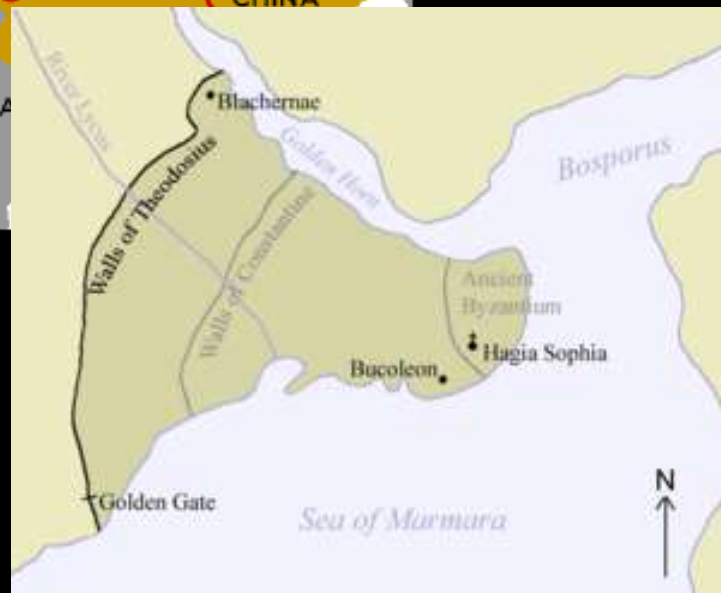 CHINA
River Lycus
Blachernae
Golden Horn
Bosporus
Walls of Theodosius
Walls of Constantine
Ancient
Byzantium
Hagia Sophia
Bucoleon
Golden Gate
N
Sea of Marmara